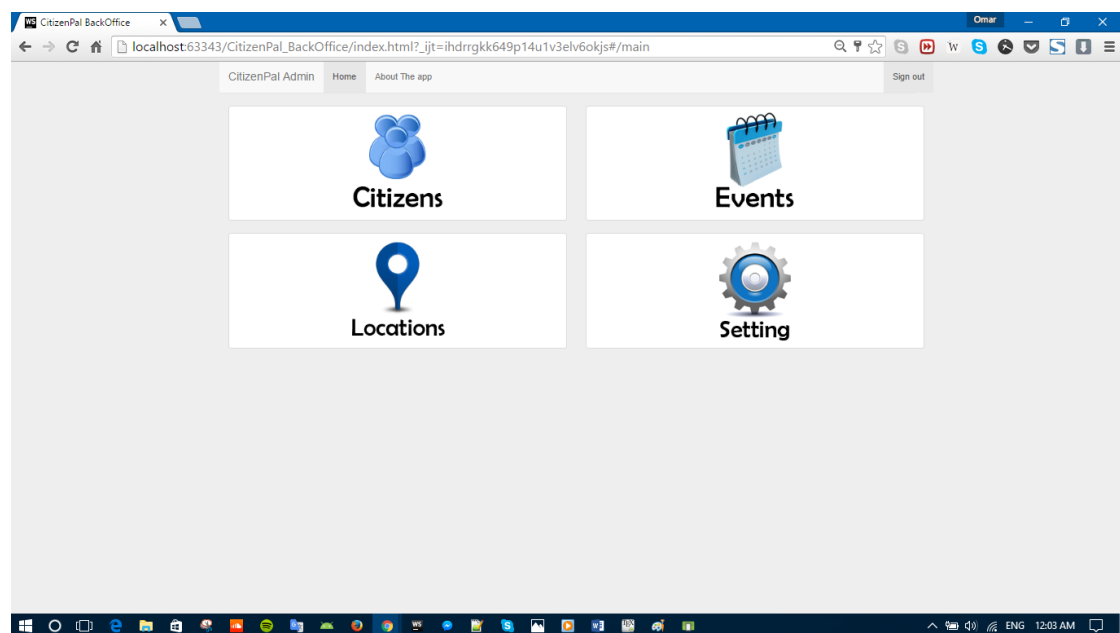 WS CitizenPal BackOffice
Omar
localhost:63343/CitizenPal_BackOffice/index.html?_ijt=ihdrrgkk649p14u1v3elv6okjs#/main
W
CitizenPal Admin Home About The app Sign out
Citizens
Events
Locations
Setting
ENG 12:03 AM